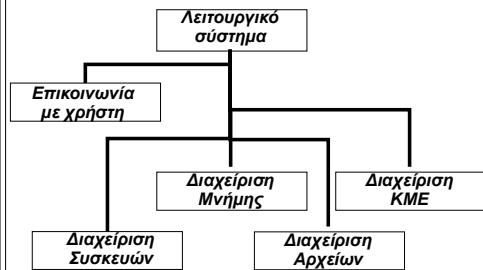 Λειτουργικό
σύστημα
Επικοινωνία
με χρήστη
Διαχείριση
Μνήμης
Διαχείριση
ΚΜΕ
Διαχείριση
Συσκευών
Διαχείριση
Αρχείων